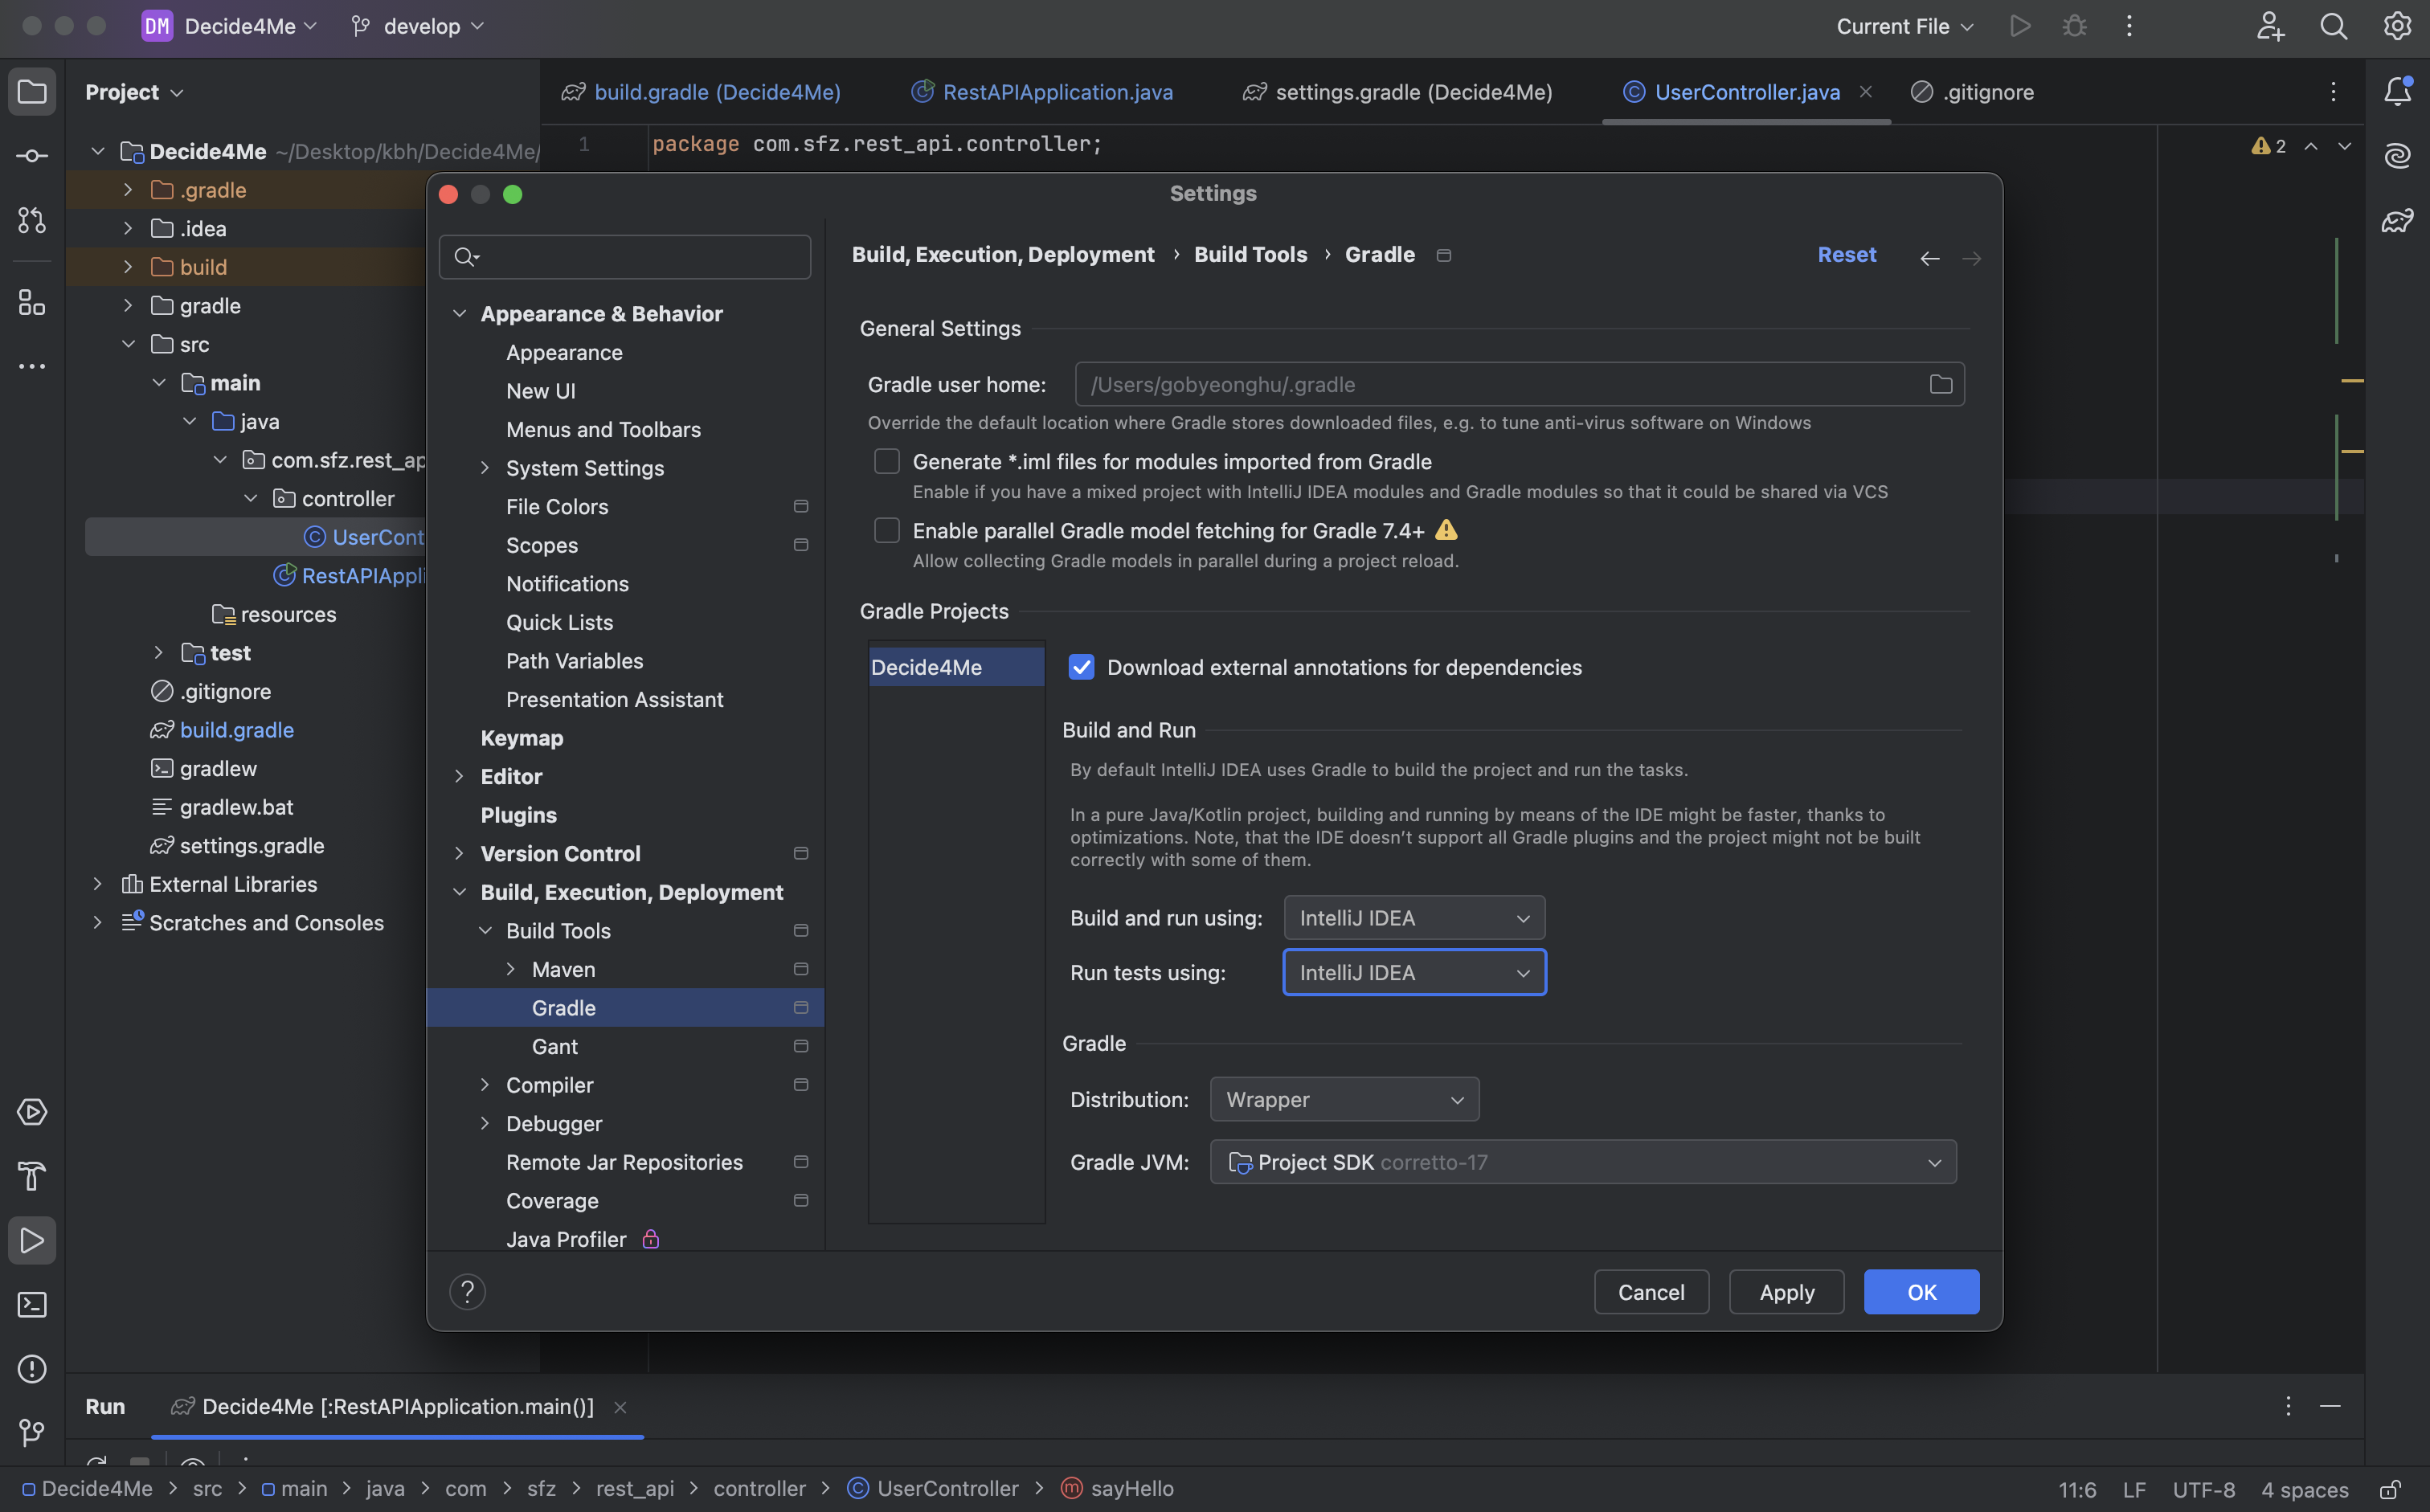 DM Decide4Me develop Current File
Project build.gradle (Decide4Me) RestAPIApplication.java settings.gradle (Decide4Me) UserController.java .gitignore
1 package com.sfz.rest_api.controller; 2
Decide4Me ~/Desktop/kbh/Decide4Me/
.gradle
.idea
build
gradle
src
main
java
com.sfz.rest_ap
controller
UserCont
RestAPIAppli
resources
test
.gitignore
build.gradle
gradlew
gradlew.bat
settings.gradle
External Libraries
Scratches and Consoles
Settings
Appearance & Behavior
Appearance
New UI
Menus and Toolbars
System Settings
File Colors
Scopes
Notifications
Quick Lists
Path Variables
Presentation Assistant
Keymap
Editor
Plugins
Version Control
Build, Execution, Deployment
Build Tools
Maven
Gradle
Gant
Compiler
Debugger
Remote Jar Repositories
Coverage
Java Profiler
Build, Execution, Deployment › Build Tools › Gradle Reset
General Settings
Gradle user home: /Users/gobyeonghu/.gradle
Override the default location where Gradle stores downloaded files, e.g. to tune anti-virus software on Windows
Generate *.iml files for modules imported from Gradle
Enable if you have a mixed project with IntelliJ IDEA modules and Gradle modules so that it could be shared via VCS
Enable parallel Gradle model fetching for Gradle 7.4+
Allow collecting Gradle models in parallel during a project reload.
Gradle Projects
Decide4Me Download external annotations for dependencies
Build and Run
By default IntelliJ IDEA uses Gradle to build the project and run the tasks.
In a pure Java/Kotlin project, building and running by means of the IDE might be faster, thanks to
optimizations. Note, that the IDE doesn't support all Gradle plugins and the project might not be built
correctly with some of them.
Build and run using: IntelliJ IDEA
Run tests using: IntelliJ IDEA
Gradle
Distribution: Wrapper
Gradle JVM: Project SDK corretto-17
? Cancel Apply OK
Run Decide4Me [:RestAPIApplication.main()]
Decide4Me > src > main > java > com > sfz > rest_api > controller > UserController > sayHello 11:6 LF UTF-8 4 spaces